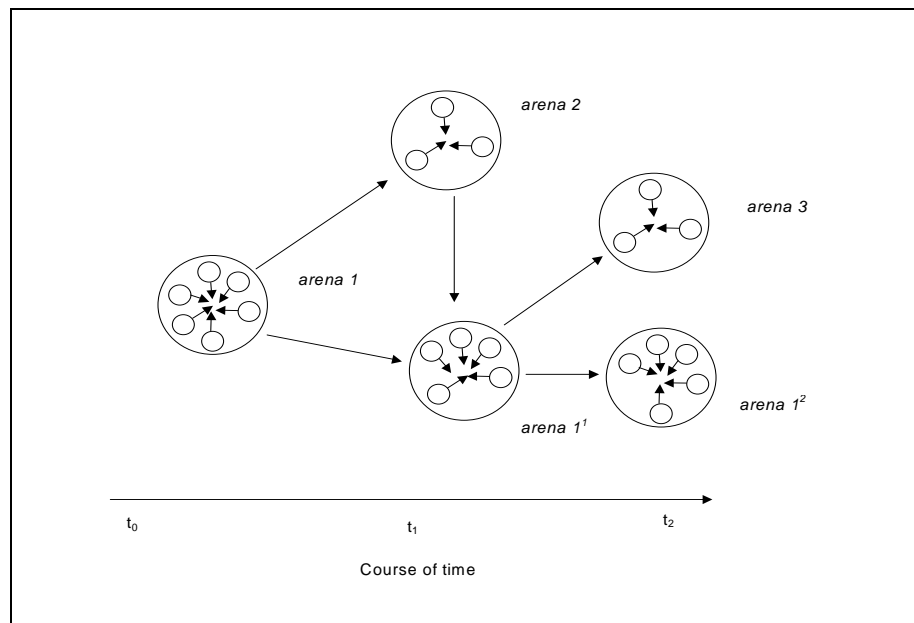 arena 2
arena 3
arena 1
arena 1²
arena 1¹
t₀
t₁
t₂
Course of time